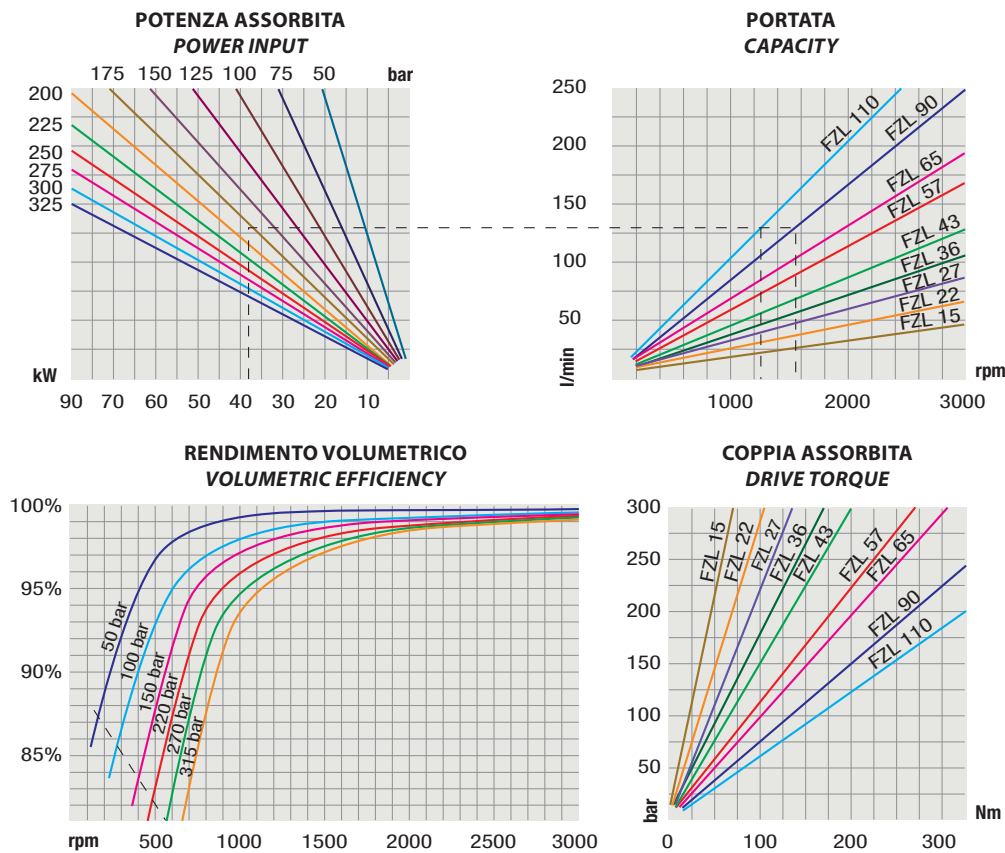 POTENZA ASSORBITA
POWER INPUT
175 150 125 100 75 50 bar
200
225
250
275
300
325
kW
90 70 60 50 40 30 20 10
PORTATA
CAPACITY
250
200
150
100
50
l/min
FZL 110
FZL 90
FZL 65
FZL 57
FZL 43
FZL 36
FZL 27
FZL 22
FZL 15
rpm
1000 2000 3000
RENDIMENTO VOLUMETRICO
VOLUMETRIC EFFICIENCY
100%
95%
90%
85%
50 bar
100 bar
150 bar
220 bar
270 bar
315 bar
rpm 500 1000 1500 2000 2500 3000
COPPIA ASSORBITA
DRIVE TORQUE
300
250
200
150
100
50
bar
FZL 15
FZL 22
FZL 27
FZL 36
FZL 43
FZL 57
FZL 65
FZL 90
FZL 110
Nm
0 100 200 300